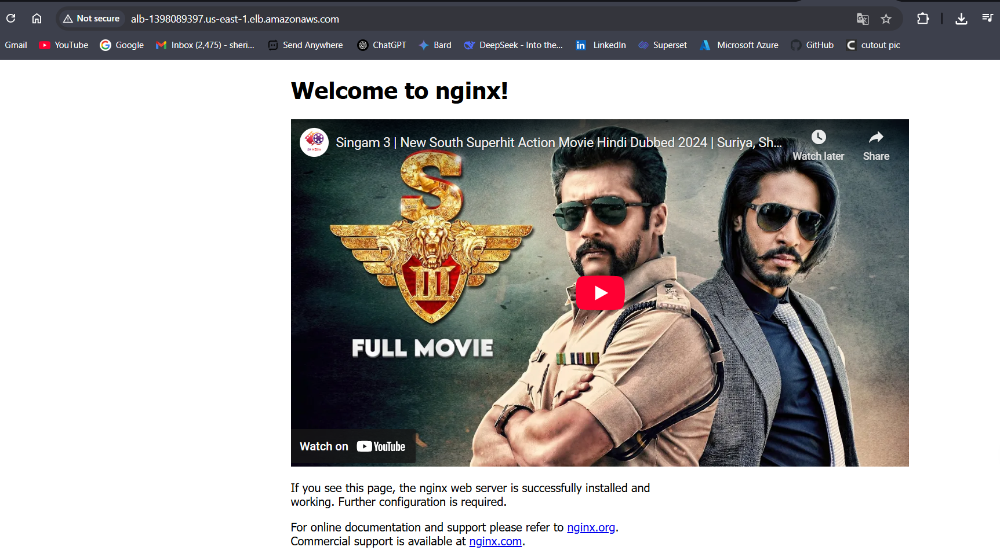 Not secure
alb-1398089397.us-east-1.elb.amazonaws.com
Gmail YouTube Google Inbox (2,475) - sheri... Send Anywhere ChatGPT Bard DeepSeek - Into the... LinkedIn Superset Microsoft Azure GitHub cutout pic
Welcome to nginx!
Singam 3 | New South Superhit Action Movie Hindi Dubbed 2024 | Suriya, Sh...
Watch later
Share
S
III
FULL MOVIE
Watch on YouTube
If you see this page, the nginx web server is successfully installed and
working. Further configuration is required.
For online documentation and support please refer to nginx.org.
Commercial support is available at nginx.com.